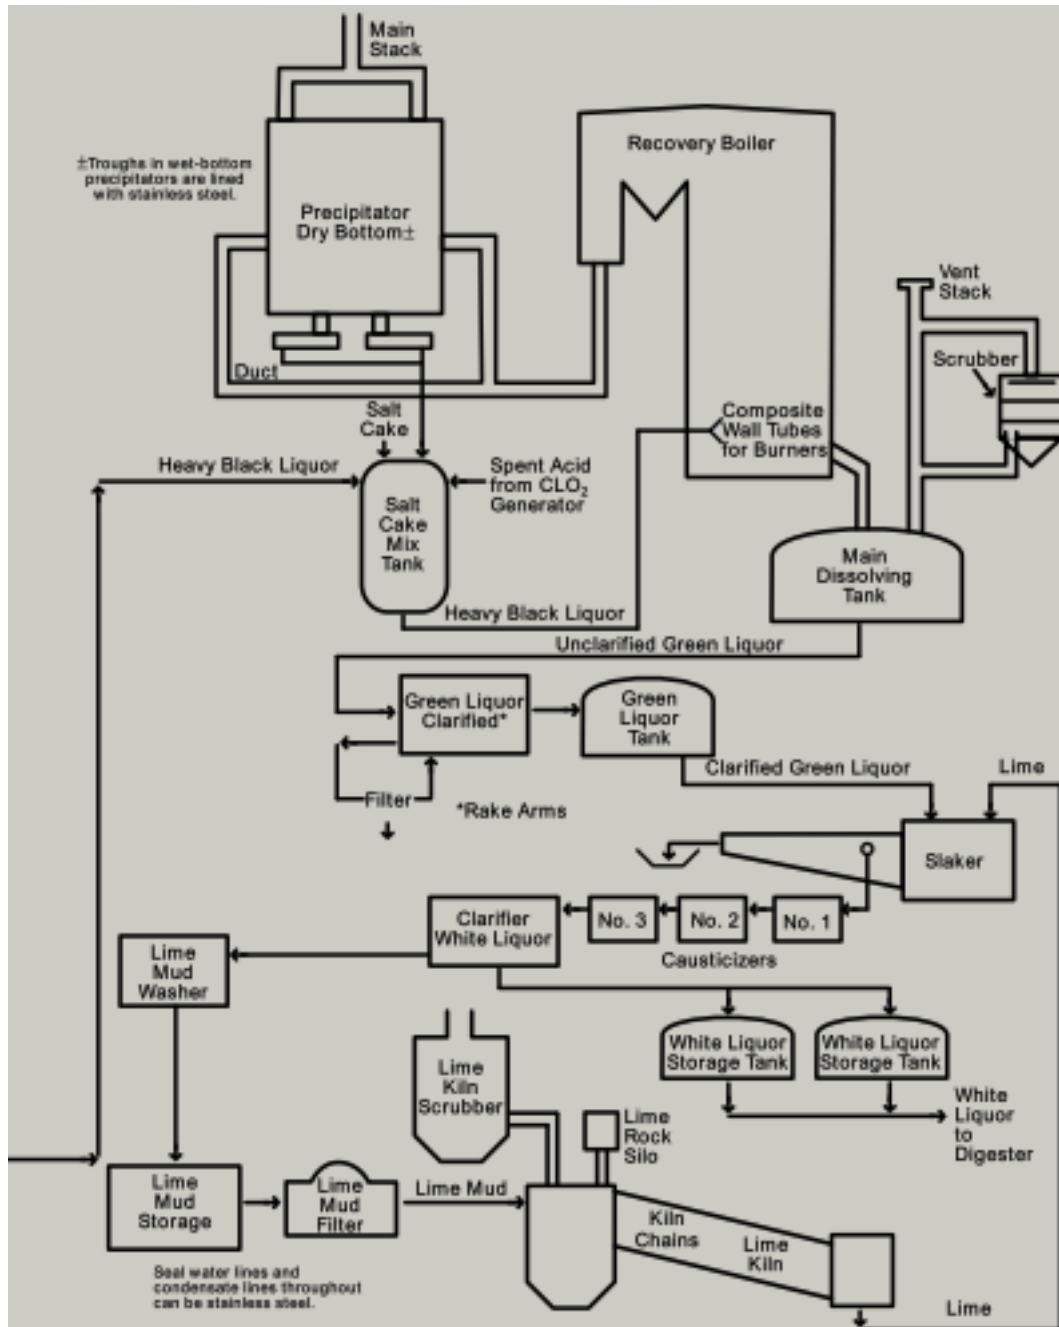 Main
Stack
Recovery Boiler
±Troughs in wet-bottom
precipitators are lined
with stainless steel.
Precipitator
Dry Bottom±
Vent
Stack
Scrubber
Duct
Salt
Cake
Composite
Wall Tubes
for Burners
Heavy Black Liquor
Spent Acid
from CLO₂
Generator
Salt
Cake
Mix
Tank
Main
Dissolving
Tank
Heavy Black Liquor
Unclarified Green Liquor
Green Liquor
Clarified*
Green
Liquor
Tank
Clarified Green Liquor
Lime
Filter
*Rake Arms
Slaker
Clarifier
White Liquor
No. 3
No. 2
No. 1
Causticizers
Lime
Mud
Washer
White Liquor
Storage Tank
White Liquor
Storage Tank
Lime
Kiln
Scrubber
Lime
Rock
Silo
White
Liquor
to
Digester
Lime
Mud
Storage
Lime
Mud
Filter
Lime Mud
Kiln
Chains
Lime
Kiln
Seal water lines and
condensate lines throughout
can be stainless steel.
Lime